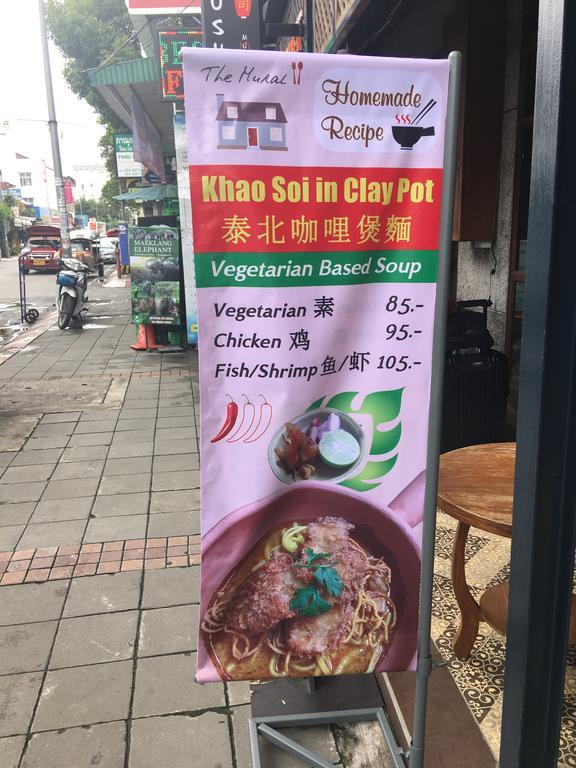 The Mural
Homemade
Recipe
Khao Soi in Clay Pot
泰北咖哩煲麵
Vegetarian Based Soup
Vegetarian 素 85.-
Chicken 鸡 95.-
Fish/Shrimp 鱼/虾 105.-
MAEKLANG
ELEPHANT